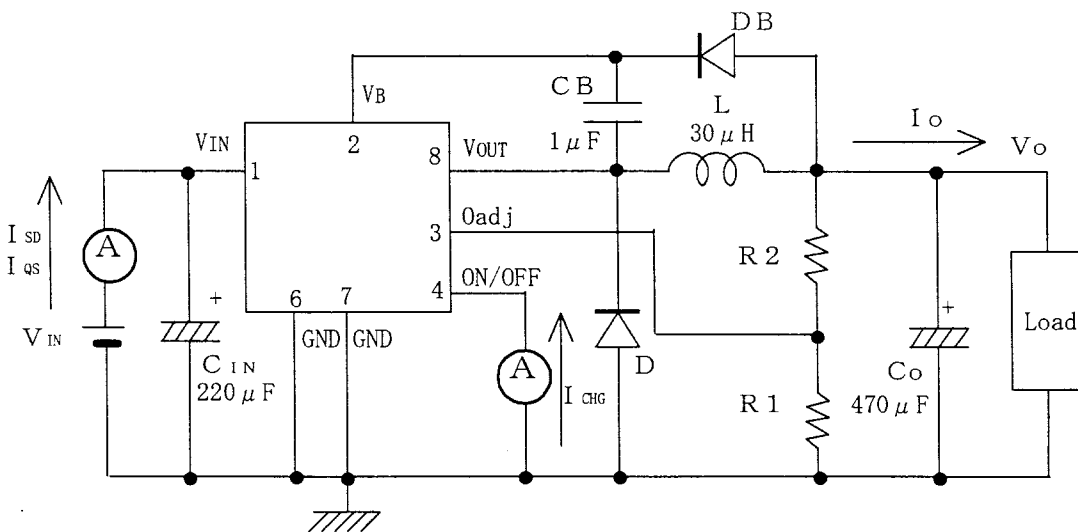 DB
VB
CB
1μF
L
30μH
Io
Vo
VIN
1
2
8
VOUT
3
Oadj
4
ON/OFF
6
7
GND
GND
R2
ISD
IQS
A
VIN
+
CIN
220μF
A
ICHG
D
R1
+
Co
470μF
Load